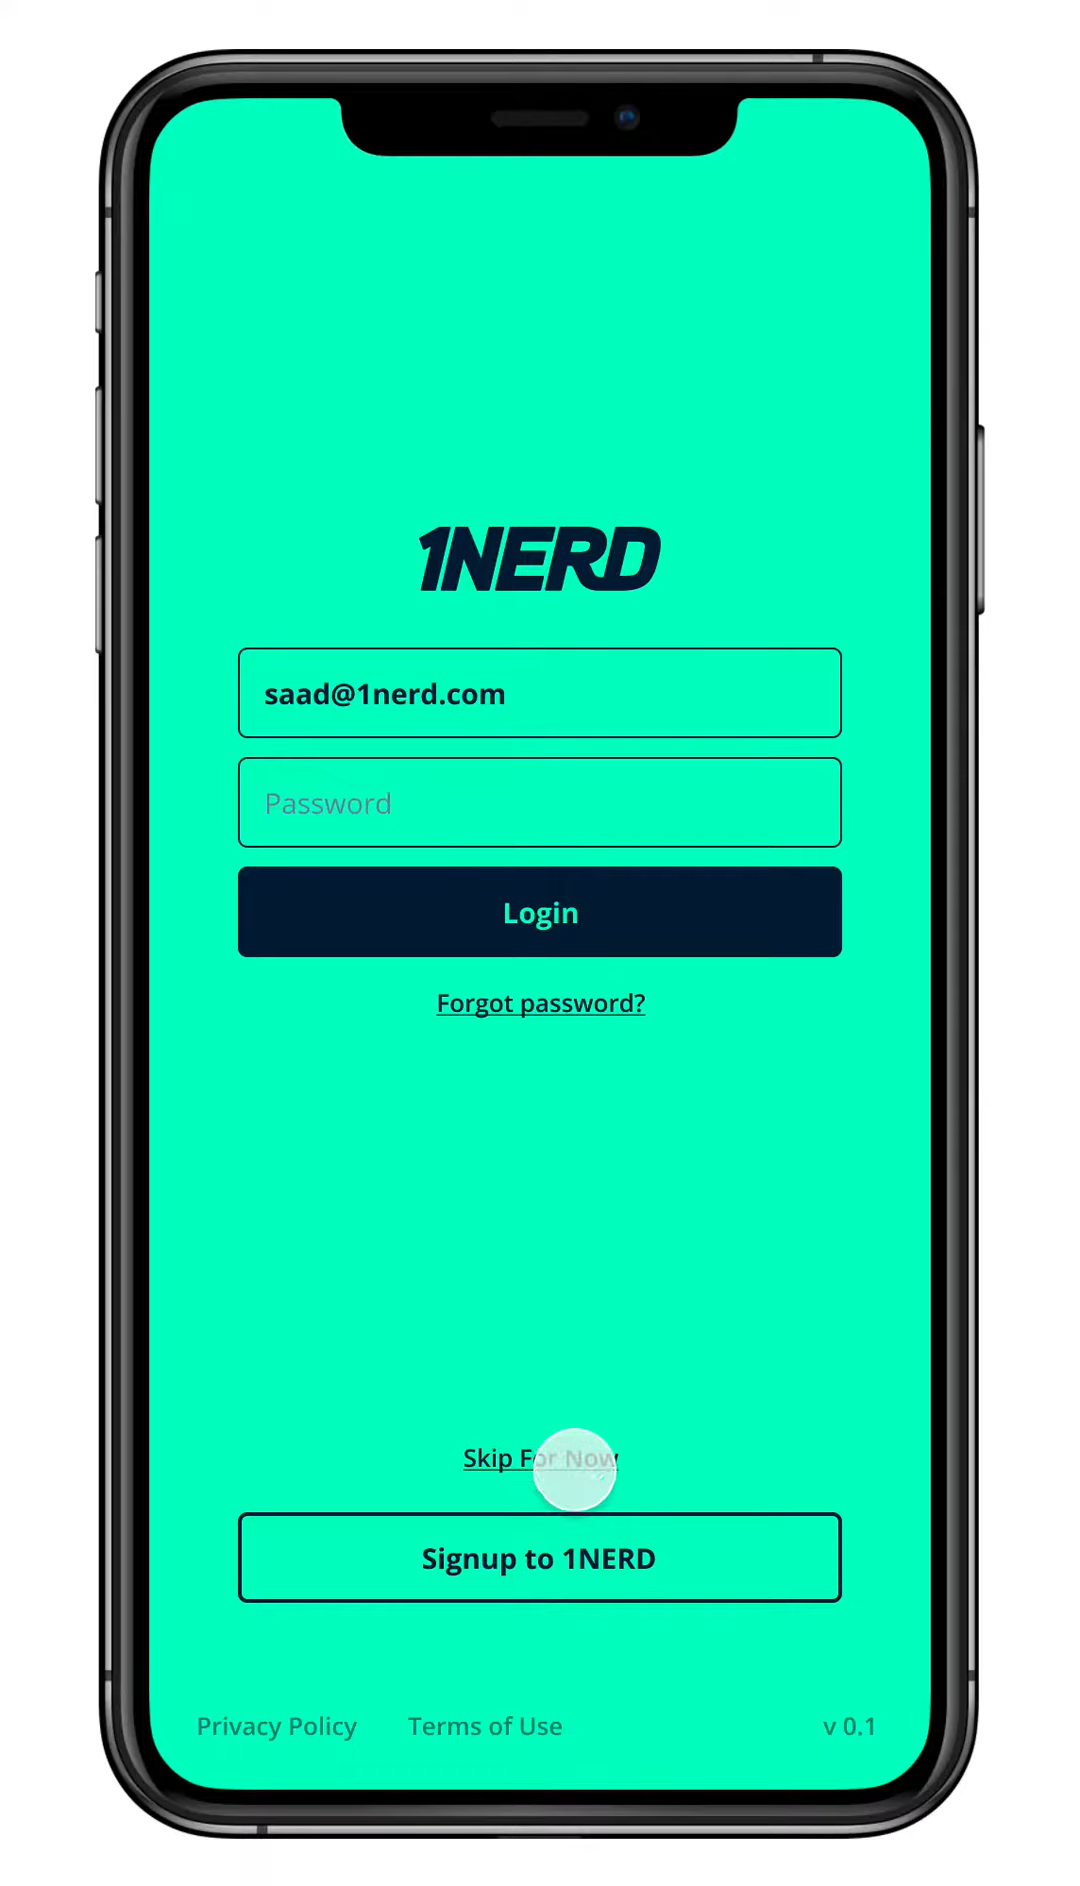 1NERD
saad@1nerd.com
Password
Login
Forgot password?
Skip For Now
Signup to 1NERD
Privacy Policy Terms of Use v 0.1